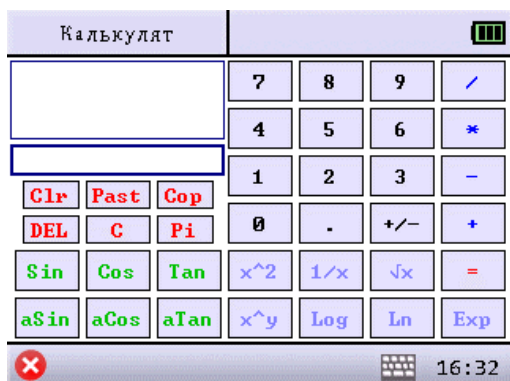 Калькулят
7 8 9 /
4 5 6 *
1 2 3 -
Clr Past Cop
0 . +/- +
DEL C Pi
Sin Cos Tan x^2 1/x √x =
aSin aCos aTan x^y Log Ln Exp
16:32